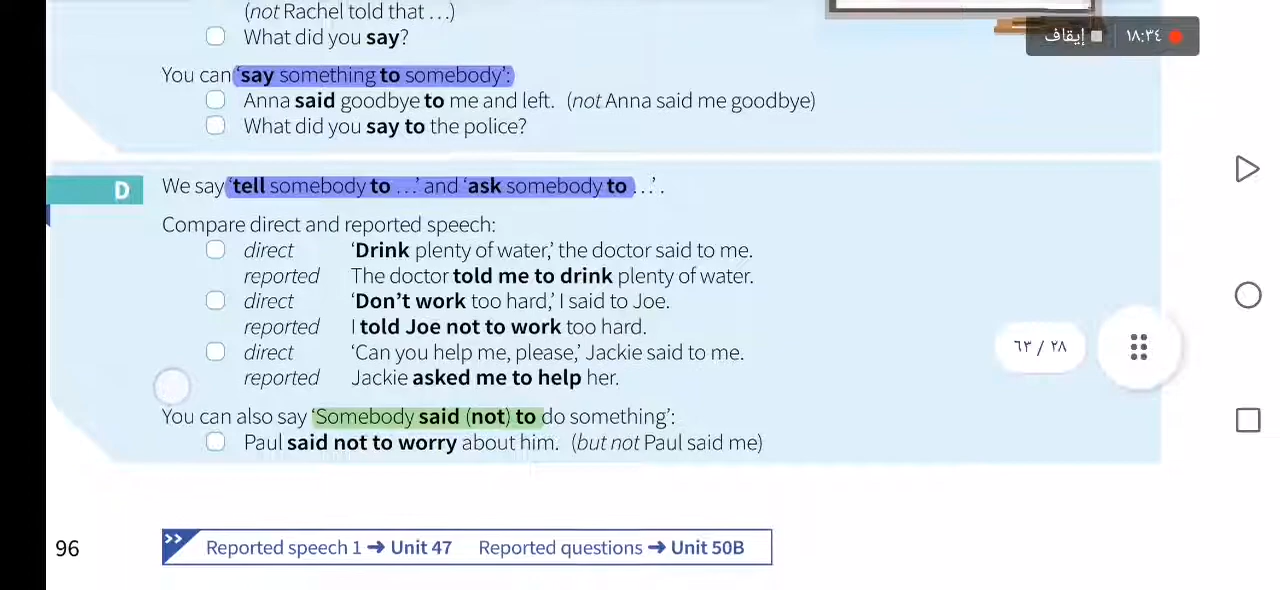 (not Rachel told that …)
What did you say?
إيقاف ١٨:٣٤
You can 'say something to somebody':
Anna said goodbye to me and left. (not Anna said me goodbye)
What did you say to the police?
D We say 'tell somebody to …' and 'ask somebody to …'.
Compare direct and reported speech:
direct 'Drink plenty of water,' the doctor said to me.
reported The doctor told me to drink plenty of water.
direct 'Don't work too hard,' I said to Joe.
reported I told Joe not to work too hard.
direct 'Can you help me, please,' Jackie said to me.
reported Jackie asked me to help her.
٢٨ / ٦٣
You can also say 'Somebody said (not) to do something':
Paul said not to worry about him. (but not Paul said me)
96 >> Reported speech 1 → Unit 47 Reported questions → Unit 50B